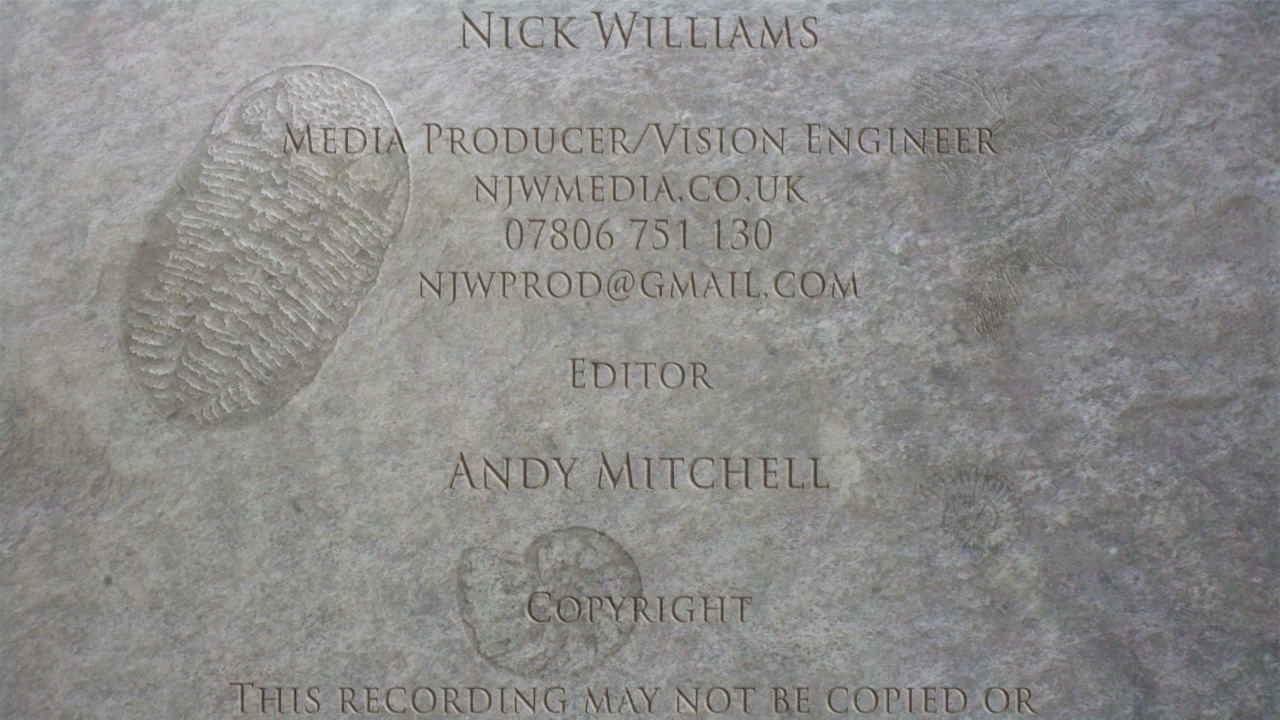 NICK WILLIAMS
MEDIA PRODUCER/VISION ENGINEER
NJWMEDIA.CO.UK
07806 751 130
NJWPROD@GMAIL.COM
EDITOR
ANDY MITCHELL
COPYRIGHT
THIS RECORDING MAY NOT BE COPIED OR